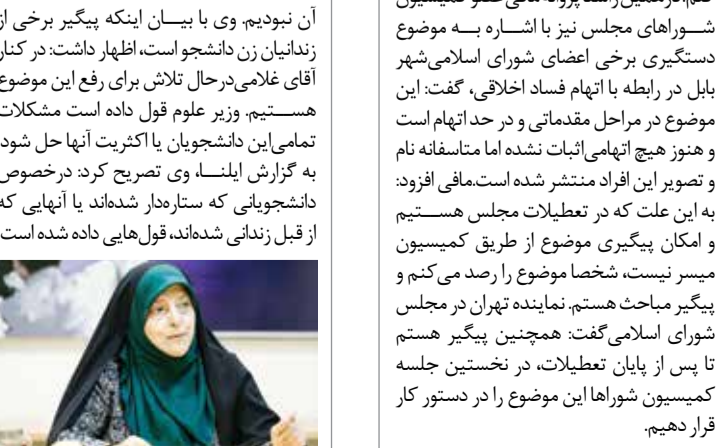 شـــوراهای مجلس نیز با اشـاره بـــه موضوع
دستگیری برخی اعضای شورای اسلامی‌شهر
بابل در رابطه با اتهام فساد اخلاقی، گفت: این
موضوع در مراحل مقدماتی و در حد اتهام است
و هنوز هیچ اتهامی‌اثبات نشده اما متاسفانه نام
و تصویر این افراد منتشر شده است.مافی افزود:
به این علت که در تعطیلات مجلس هســـتیم
و امکان پیگیری موضوع از طریق کمیسیون
میسر نیست، شخصا موضوع را رصد می‌کنم و
پیگیر مباحث هستم. نماینده تهران در مجلس
شورای اسلامی‌گفت: همچنین پیگیر هستم
تا پس از پایان تعطیلات، در نخستین جلسه
کمیسیون شوراها این موضوع را در دستور کار
قرار دهیم.
آن نبودیم. وی با بیـــان اینکه پیگیر برخی از
زندانیان زن دانشجو است، اظهار داشت: در کنار
آقای غلامی‌درحال تلاش برای رفع این موضوع
هســـتیم. وزیر علوم قول داده است مشکلات
تمامی‌این دانشجویان یا اکثریت آنها حل شود.
به گزارش ایلنـــا، وی تصریح کرد: درخصوص
دانشجویانی که ستاره‌دار شده‌اند یا آنهایی که
از قبل زندانی شده‌اند، قول‌هایی داده شده است